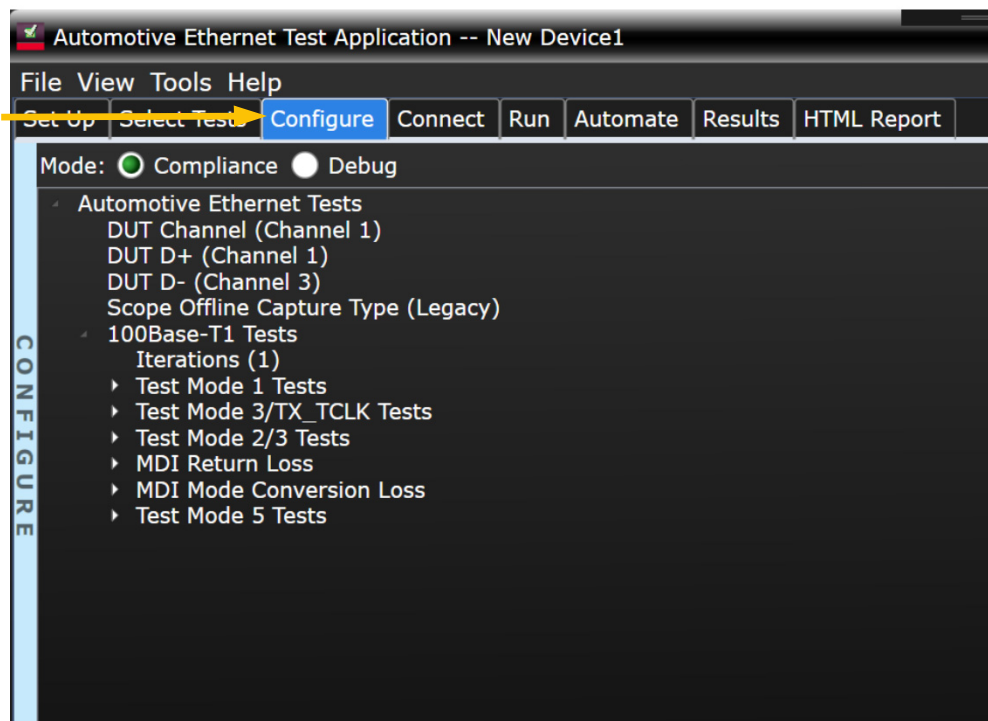 Automotive Ethernet Test Application -- New Device1
File View Tools Help
Set Up Select Tests Configure Connect Run Automate Results HTML Report
Mode: Compliance Debug
Automotive Ethernet Tests
DUT Channel (Channel 1)
DUT D+ (Channel 1)
DUT D- (Channel 3)
Scope Offline Capture Type (Legacy)
100Base-T1 Tests
Iterations (1)
Test Mode 1 Tests
Test Mode 3/TX_TCLK Tests
Test Mode 2/3 Tests
MDI Return Loss
MDI Mode Conversion Loss
Test Mode 5 Tests
CONFIGURE